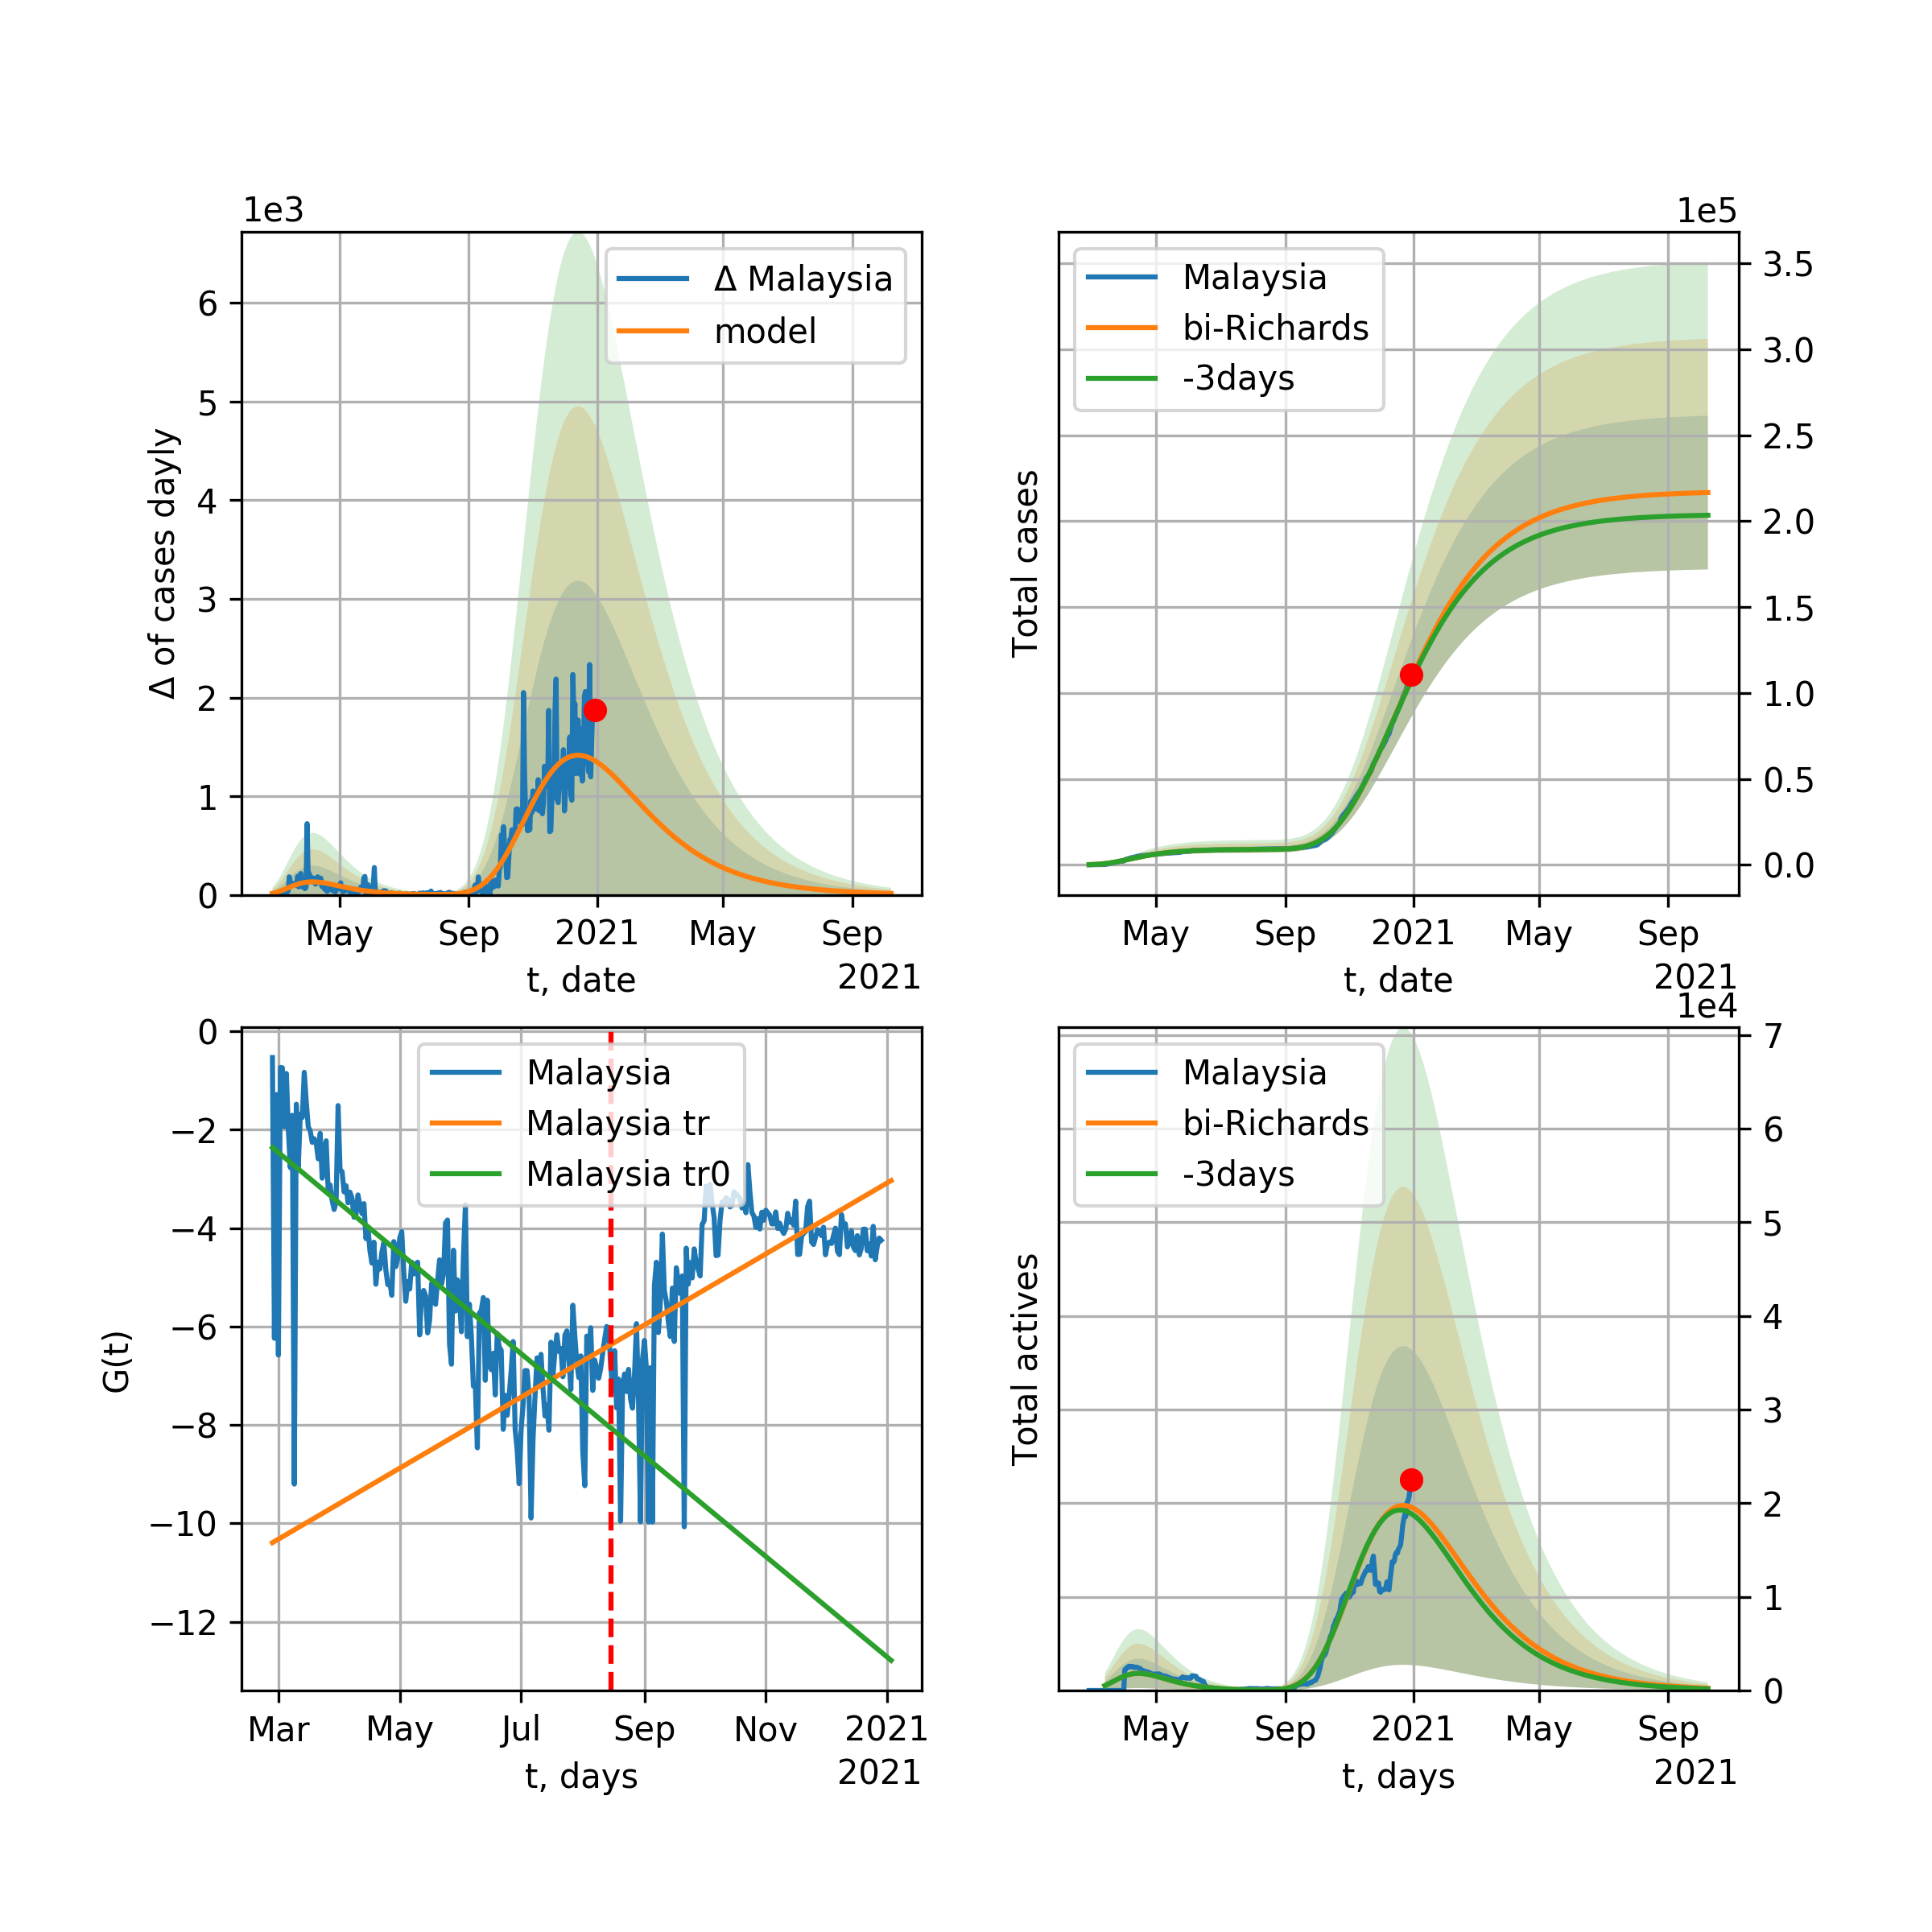 1e3
Δ of cases dayly
6
5
4
3
2
1
0
Δ Malaysia
model
May
Sep
2021
May
Sep
t, date
2021
1e5
Total cases
Malaysia
bi-Richards
-3days
3.5
3.0
2.5
2.0
1.5
1.0
0.5
0.0
May
Sep
2021
May
Sep
t, date
2021
G(t)
0
−2
−4
−6
−8
−10
−12
Malaysia
Malaysia tr
Malaysia tr0
Mar
May
Jul
Sep
Nov
2021
t, days
2021
1e4
Total actives
Malaysia
bi-Richards
-3days
7
6
5
4
3
2
1
0
May
Sep
2021
May
Sep
t, days
2021